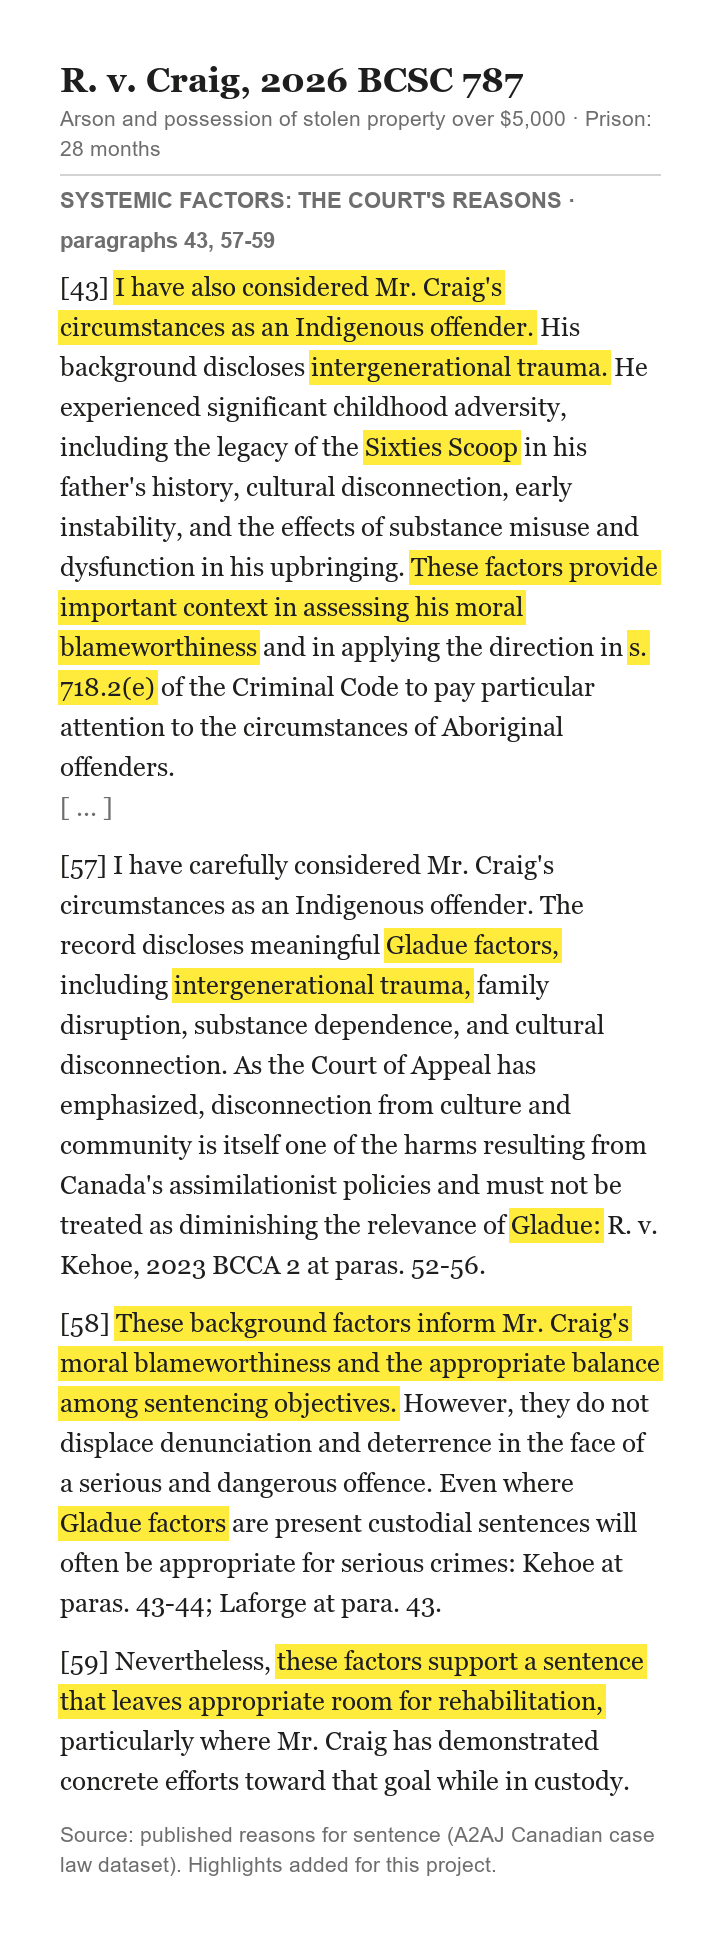 R. v. Craig, 2026 BCSC 787
Arson and possession of stolen property over $5,000 · Prison:
28 months
SYSTEMIC FACTORS: THE COURT'S REASONS ·
paragraphs 43, 57-59
[43] I have also considered Mr. Craig's
circumstances as an Indigenous offender. His
background discloses intergenerational trauma. He
experienced significant childhood adversity,
including the legacy of the Sixties Scoop in his
father's history, cultural disconnection, early
instability, and the effects of substance misuse and
dysfunction in his upbringing. These factors provide
important context in assessing his moral
blameworthiness and in applying the direction in s.
718.2(e) of the Criminal Code to pay particular
attention to the circumstances of Aboriginal
offenders.
[ ... ]
[57] I have carefully considered Mr. Craig's
circumstances as an Indigenous offender. The
record discloses meaningful Gladue factors,
including intergenerational trauma, family
disruption, substance dependence, and cultural
disconnection. As the Court of Appeal has
emphasized, disconnection from culture and
community is itself one of the harms resulting from
Canada's assimilationist policies and must not be
treated as diminishing the relevance of Gladue: R. v.
Kehoe, 2023 BCCA 2 at paras. 52-56.
[58] These background factors inform Mr. Craig's
moral blameworthiness and the appropriate balance
among sentencing objectives. However, they do not
displace denunciation and deterrence in the face of
a serious and dangerous offence. Even where
Gladue factors are present custodial sentences will
often be appropriate for serious crimes: Kehoe at
paras. 43-44; Laforge at para. 43.
[59] Nevertheless, these factors support a sentence
that leaves appropriate room for rehabilitation,
particularly where Mr. Craig has demonstrated
concrete efforts toward that goal while in custody.
Source: published reasons for sentence (A2AJ Canadian case
law dataset). Highlights added for this project.